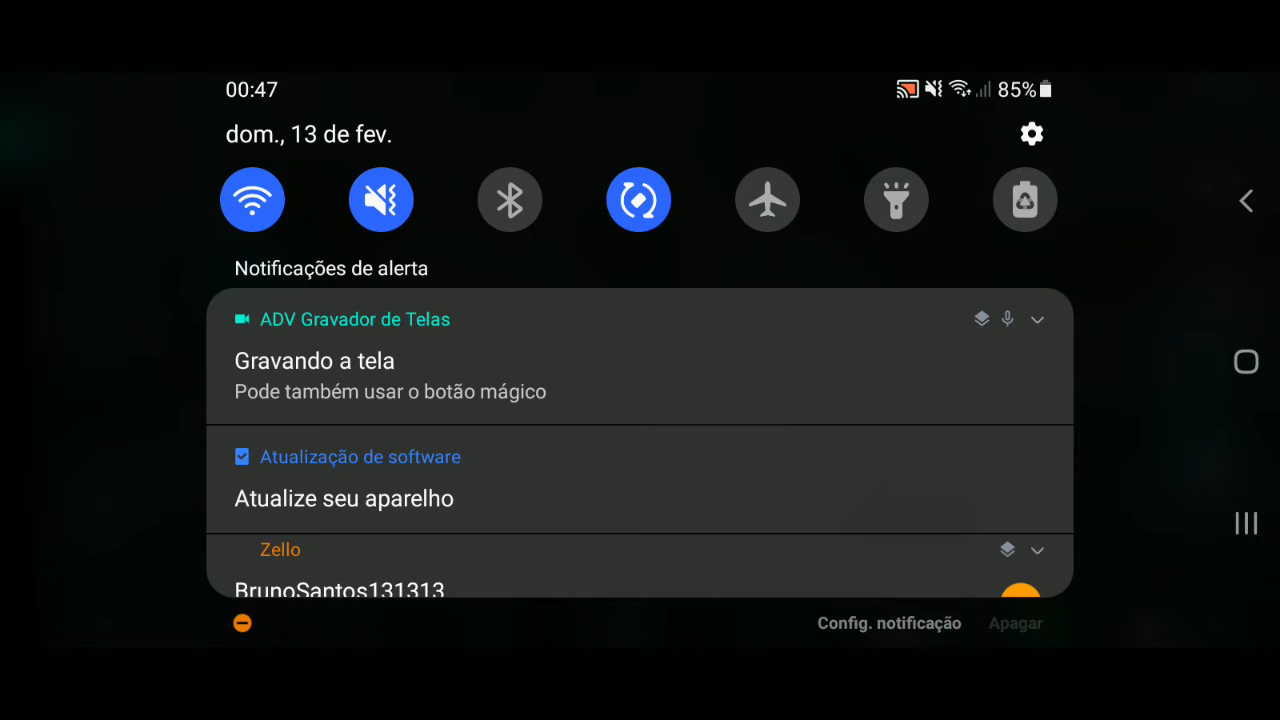 00:47
85%
dom., 13 de fev.
Notificações de alerta
ADV Gravador de Telas
Gravando a tela
Pode também usar o botão mágico
Atualização de software
Atualize seu aparelho
Zello
BrunoSantos131313
Config. notificação
Apagar